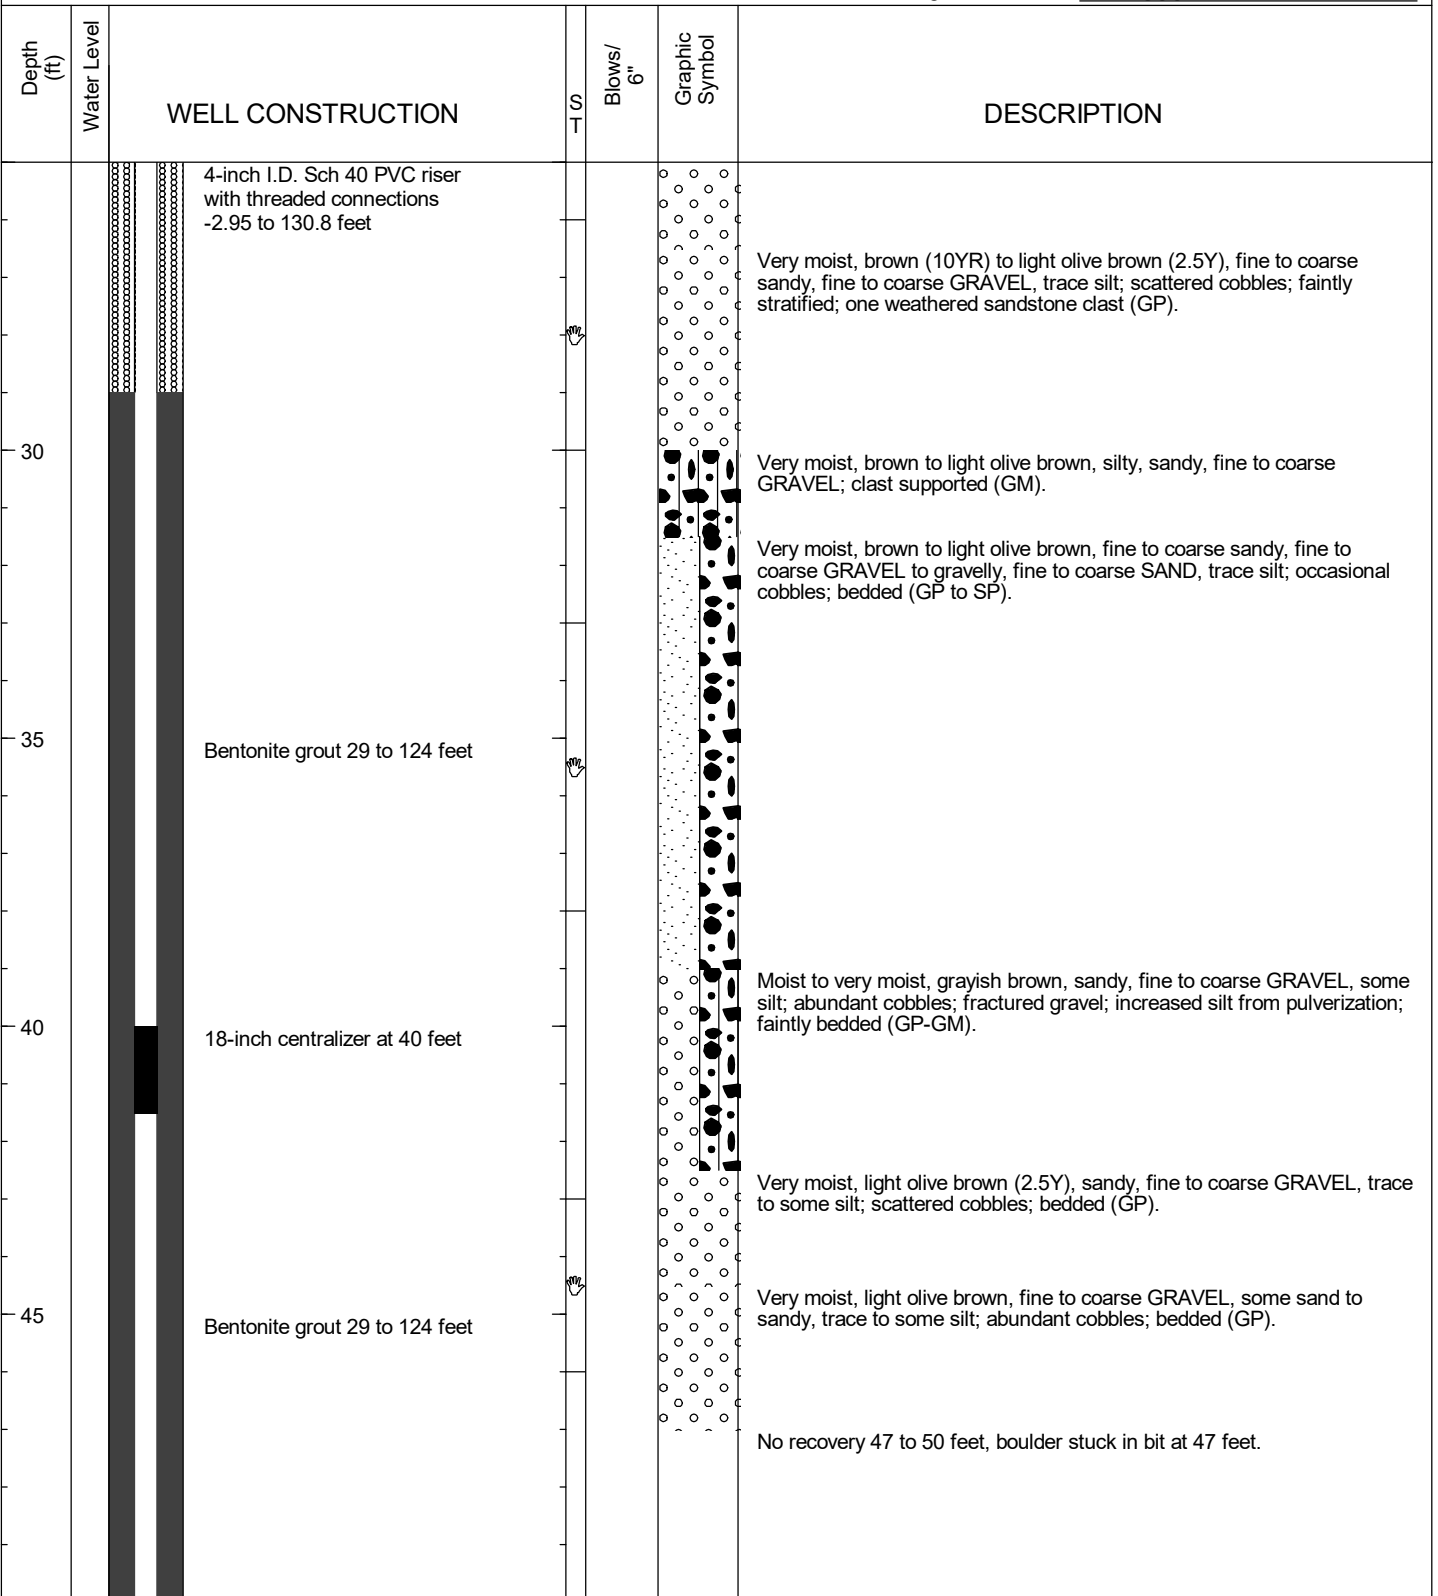 Depth
(ft)
Water Level
WELL CONSTRUCTION
S
T
Blows/
6"
Graphic
Symbol
DESCRIPTION
4-inch I.D. Sch 40 PVC riser
with threaded connections
-2.95 to 130.8 feet
Very moist, brown (10YR) to light olive brown (2.5Y), fine to coarse
sandy, fine to coarse GRAVEL, trace silt; scattered cobbles; faintly
stratified; one weathered sandstone clast (GP).
30
Very moist, brown to light olive brown, silty, sandy, fine to coarse
GRAVEL; clast supported (GM).
Very moist, brown to light olive brown, fine to coarse sandy, fine to
coarse GRAVEL to gravelly, fine to coarse SAND, trace silt; occasional
cobbles; bedded (GP to SP).
35
Bentonite grout 29 to 124 feet
Moist to very moist, grayish brown, sandy, fine to coarse GRAVEL, some
silt; abundant cobbles; fractured gravel; increased silt from pulverization;
faintly bedded (GP-GM).
40
18-inch centralizer at 40 feet
Very moist, light olive brown (2.5Y), sandy, fine to coarse GRAVEL, trace
to some silt; scattered cobbles; bedded (GP).
Very moist, light olive brown, fine to coarse GRAVEL, some sand to
sandy, trace to some silt; abundant cobbles; bedded (GP).
45
Bentonite grout 29 to 124 feet
No recovery 47 to 50 feet, boulder stuck in bit at 47 feet.